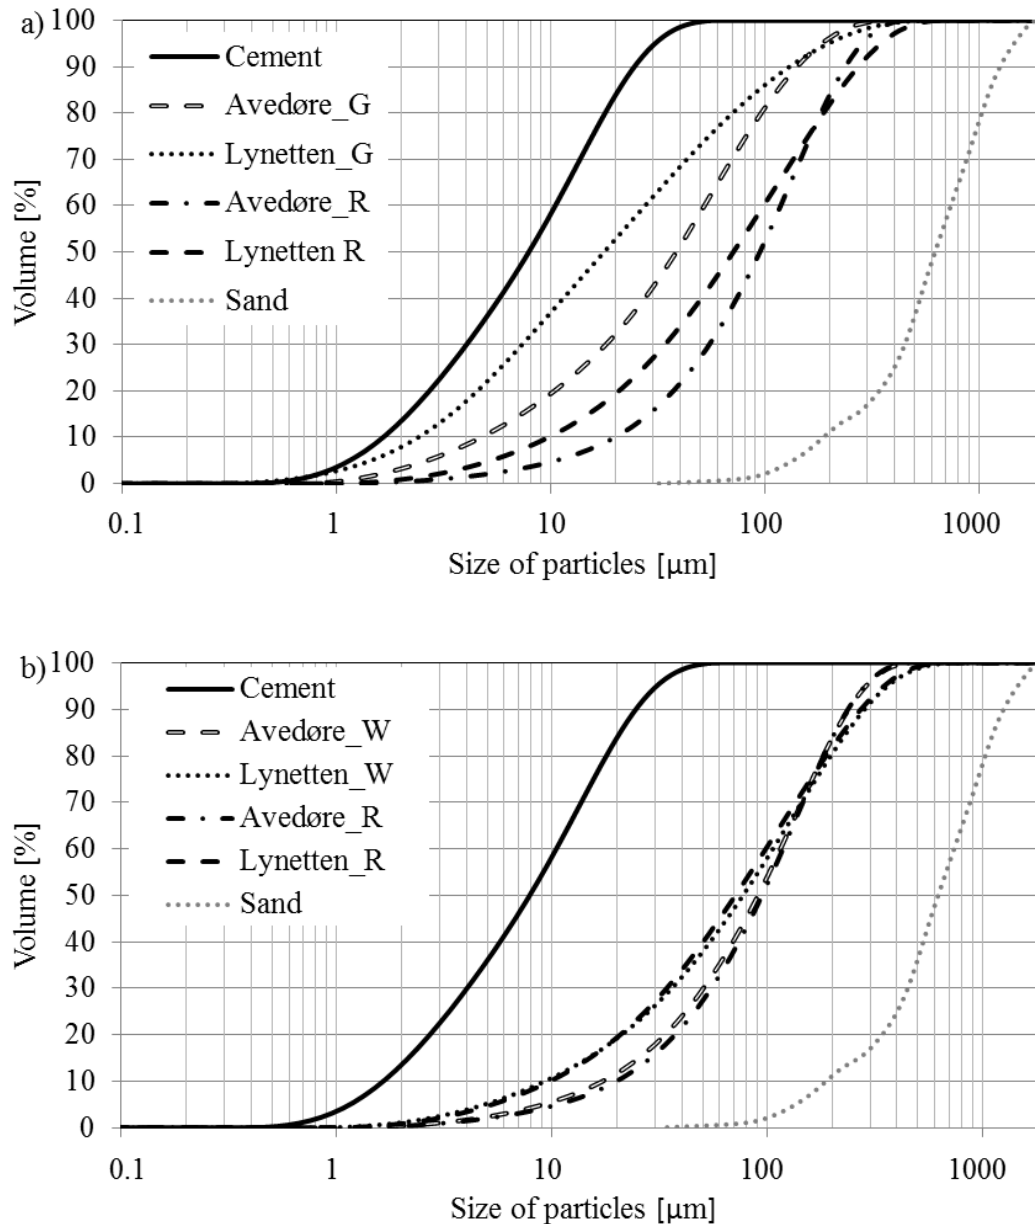 a)
100
90
80
70
60
50
40
30
20
10
0
Volume [%]
Cement
Avedøre_G
Lynetten_G
Avedøre_R
Lynetten R
Sand
0.1 1 10 100 1000
Size of particles [μm]
b)
100
90
80
70
60
50
40
30
20
10
0
Volume [%]
Cement
Avedøre_W
Lynetten_W
Avedøre_R
Lynetten_R
Sand
0.1 1 10 100 1000
Size of particles [μm]